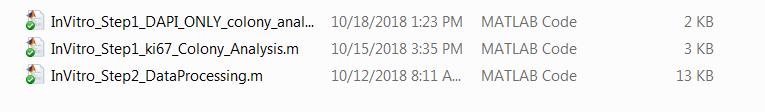 InVitro_Step1_DAPI_ONLY_colony_anal... 10/18/2018 1:23 PM MATLAB Code 2 KB
InVitro_Step1_ki67_Colony_Analysis.m 10/15/2018 3:35 PM MATLAB Code 3 KB
InVitro_Step2_DataProcessing.m 10/12/2018 8:11 A... MATLAB Code 13 KB